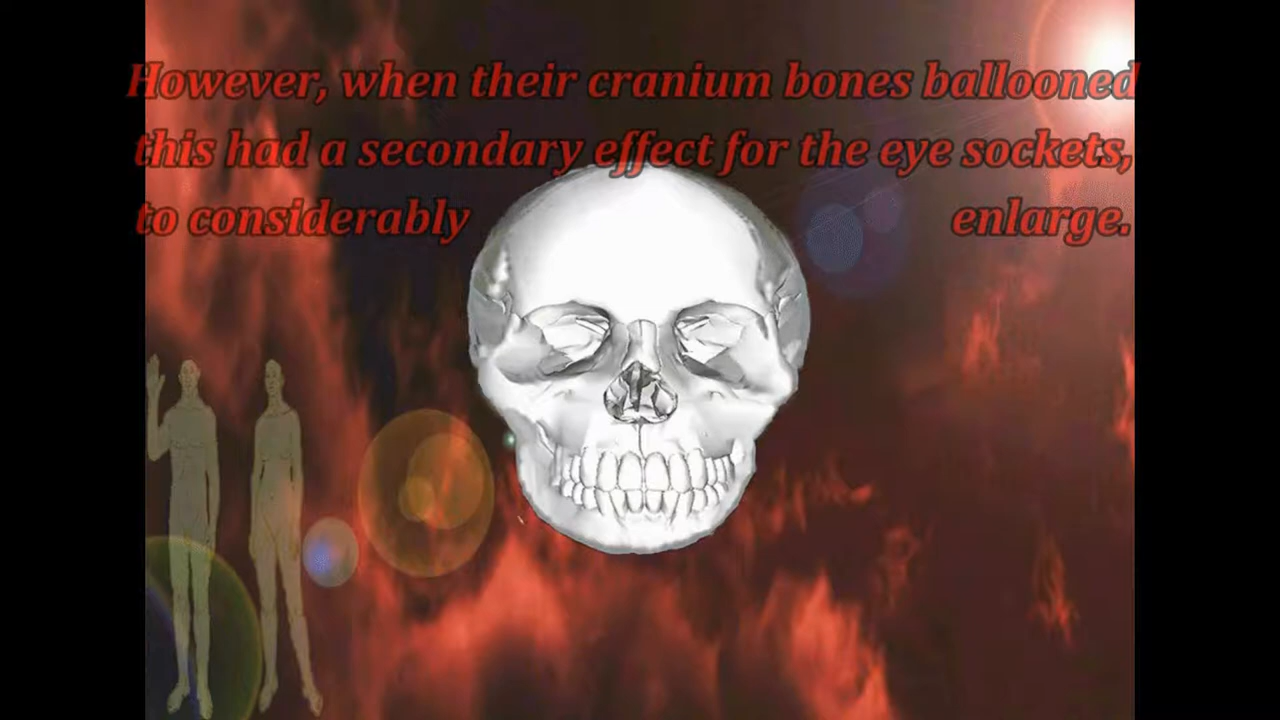 However, when their cranium bones ballooned
this had a secondary effect for the eye sockets,
to considerably enlarge.